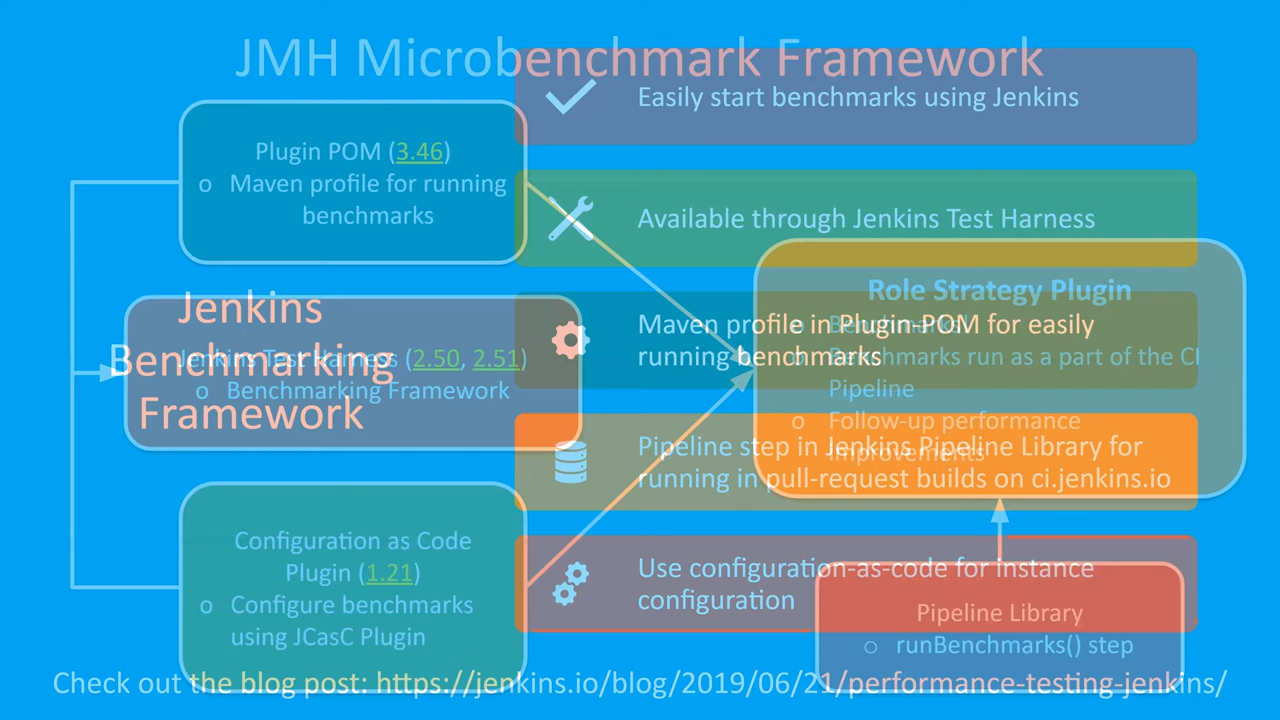 JMH Microbenchmark Framework
Plugin POM (3.46)
o Maven profile for running
benchmarks
Jenkins Test Harness (2.50, 2.51)
o Benchmarking Framework
Configuration as Code
Plugin (1.21)
o Configure benchmarks
using JCasC Plugin
Role Strategy Plugin
o Benchmarks!
o Benchmarks run as a part of the CI
Pipeline
o Follow-up performance
improvements
Pipeline Library
o runBenchmarks() step
Check out the blog post: https://jenkins.io/blog/2019/06/21/performance-testing-jenkins/
Jenkins
Benchmarking
Framework
Easily start benchmarks using Jenkins
Available through Jenkins Test Harness
Maven profile in Plugin-POM for easily
running benchmarks
Pipeline step in Jenkins Pipeline Library for
running in pull-request builds on ci.jenkins.io
Use configuration-as-code for instance
configuration